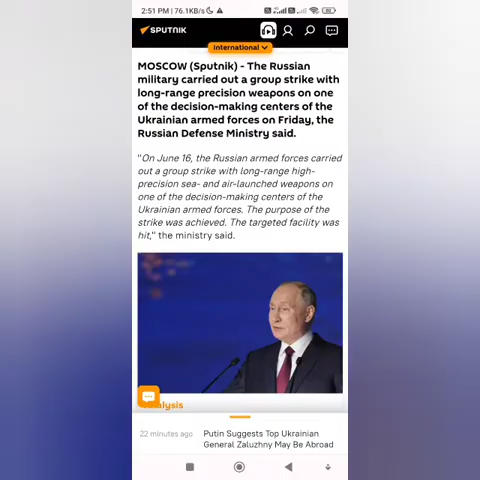 2:51 PM | 76.1KB/s
SPUTNIK
International
MOSCOW (Sputnik) - The Russian
military carried out a group strike with
long-range precision weapons on one
of the decision-making centers of the
Ukrainian armed forces on Friday, the
Russian Defense Ministry said.
"On June 16, the Russian armed forces carried
out a group strike with long-range high-
precision sea- and air-launched weapons on
one of the decision-making centers of the
Ukrainian armed forces. The purpose of the
strike was achieved. The targeted facility was
hit," the ministry said.
22 minutes ago
Putin Suggests Top Ukrainian
General Zaluzhny May Be Abroad